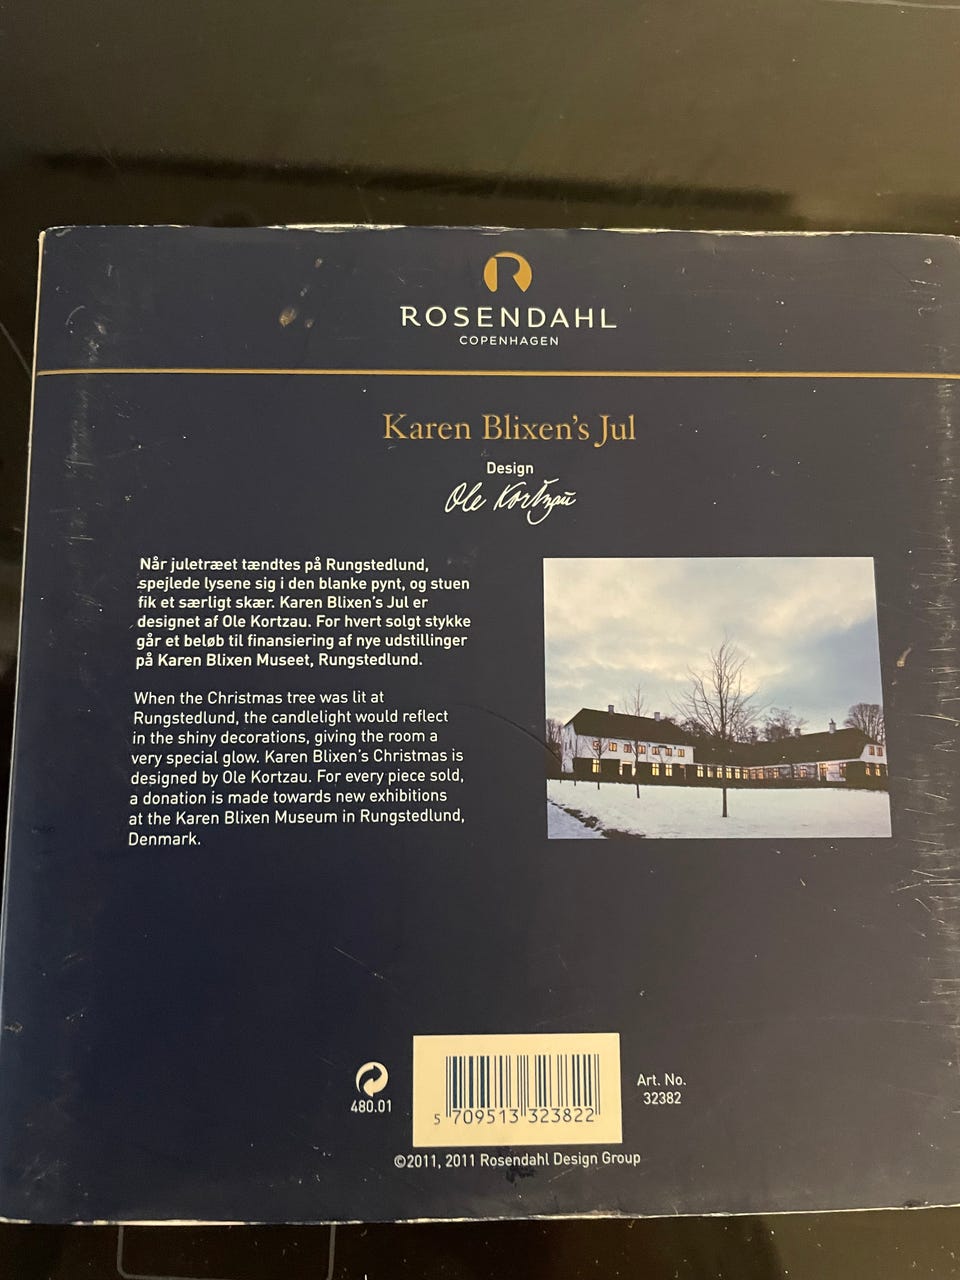 ROSENDAHL
COPENHAGEN
Karen Blixen's Jul
Design
Ole Kortzau
Når juletræet tændtes på Rungstedlund,
spejlede lysene sig i den blanke pynt, og stuen
fik et særligt skær. Karen Blixen's Jul er
designet af Ole Kortzau. For hvert solgt stykke
går et beløb til finansiering af nye udstillinger
på Karen Blixen Museet, Rungstedlund.
When the Christmas tree was lit at
Rungstedlund, the candlelight would reflect
in the shiny decorations, giving the room a
very special glow. Karen Blixen's Christmas is
designed by Ole Kortzau. For every piece sold,
a donation is made towards new exhibitions
at the Karen Blixen Museum in Rungstedlund,
Denmark.
480.01
5 709513 323822
Art. No.
32382
©2011, 2011 Rosendahl Design Group